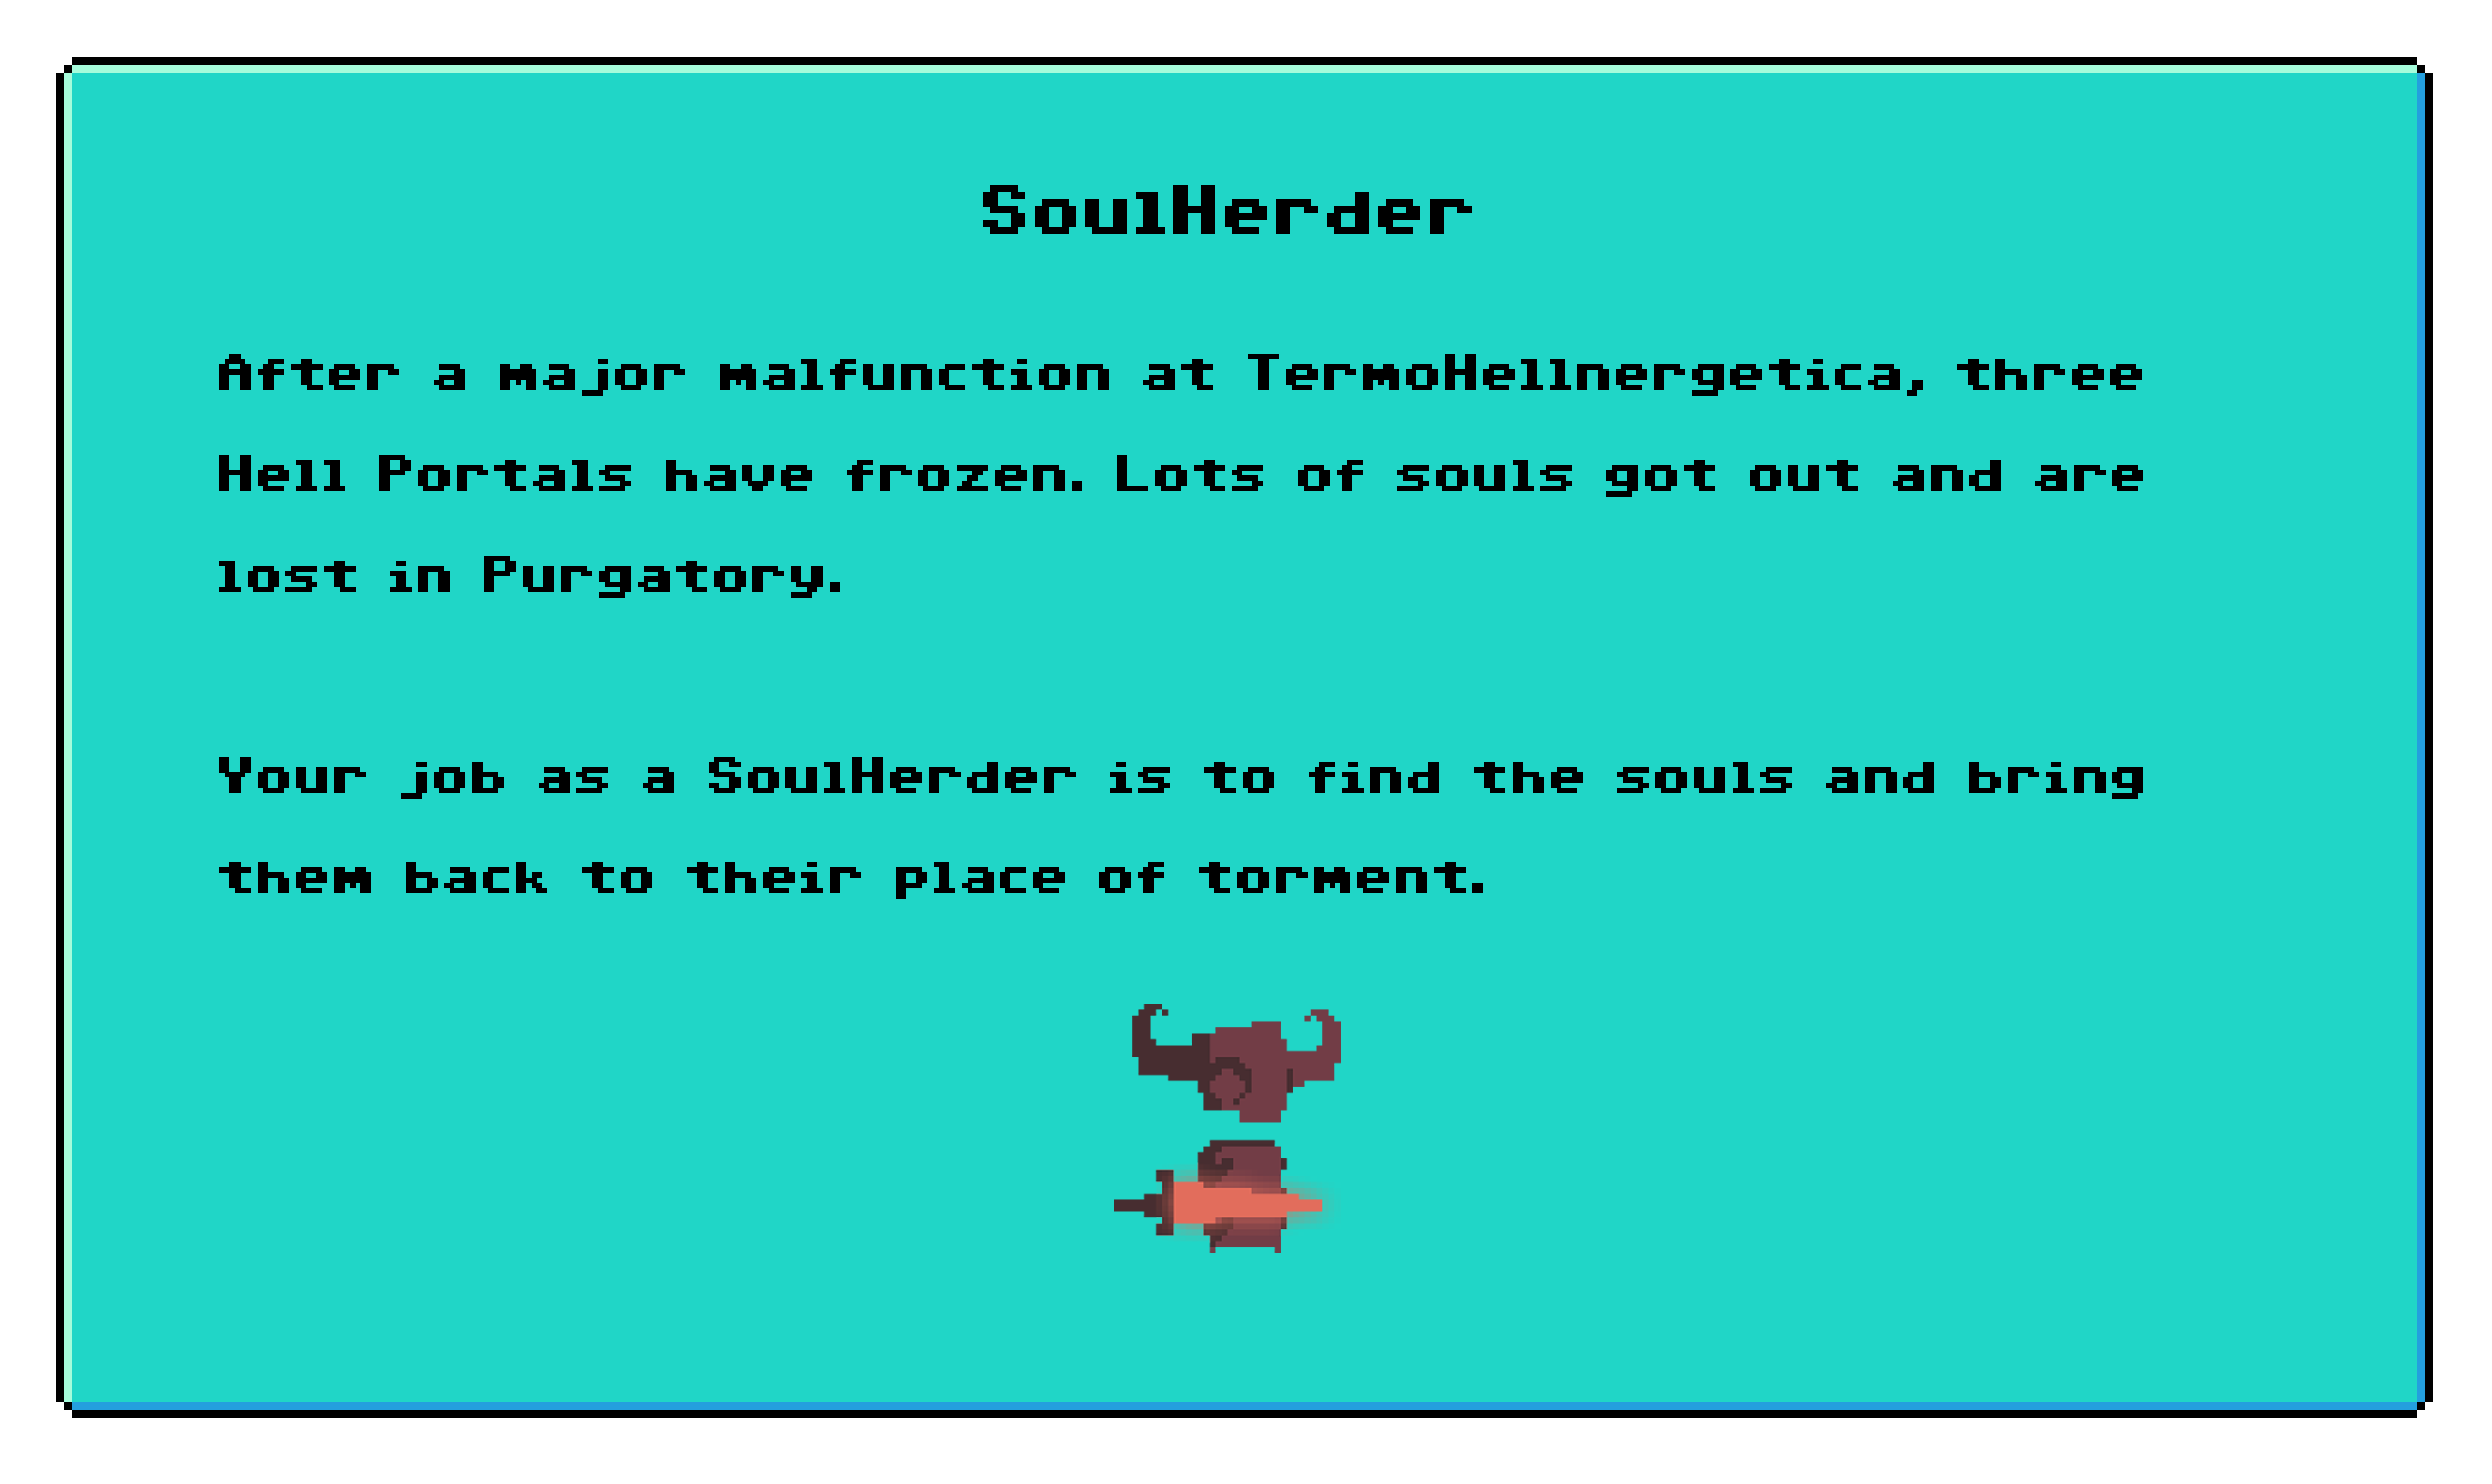 SoulHerder
After a major malfunction at TermoHellnergetica, three
Hell Portals have frozen. Lots of souls got out and are
lost in Purgatory.
Your job as a SoulHerder is to find the souls and bring
them back to their place of torment.